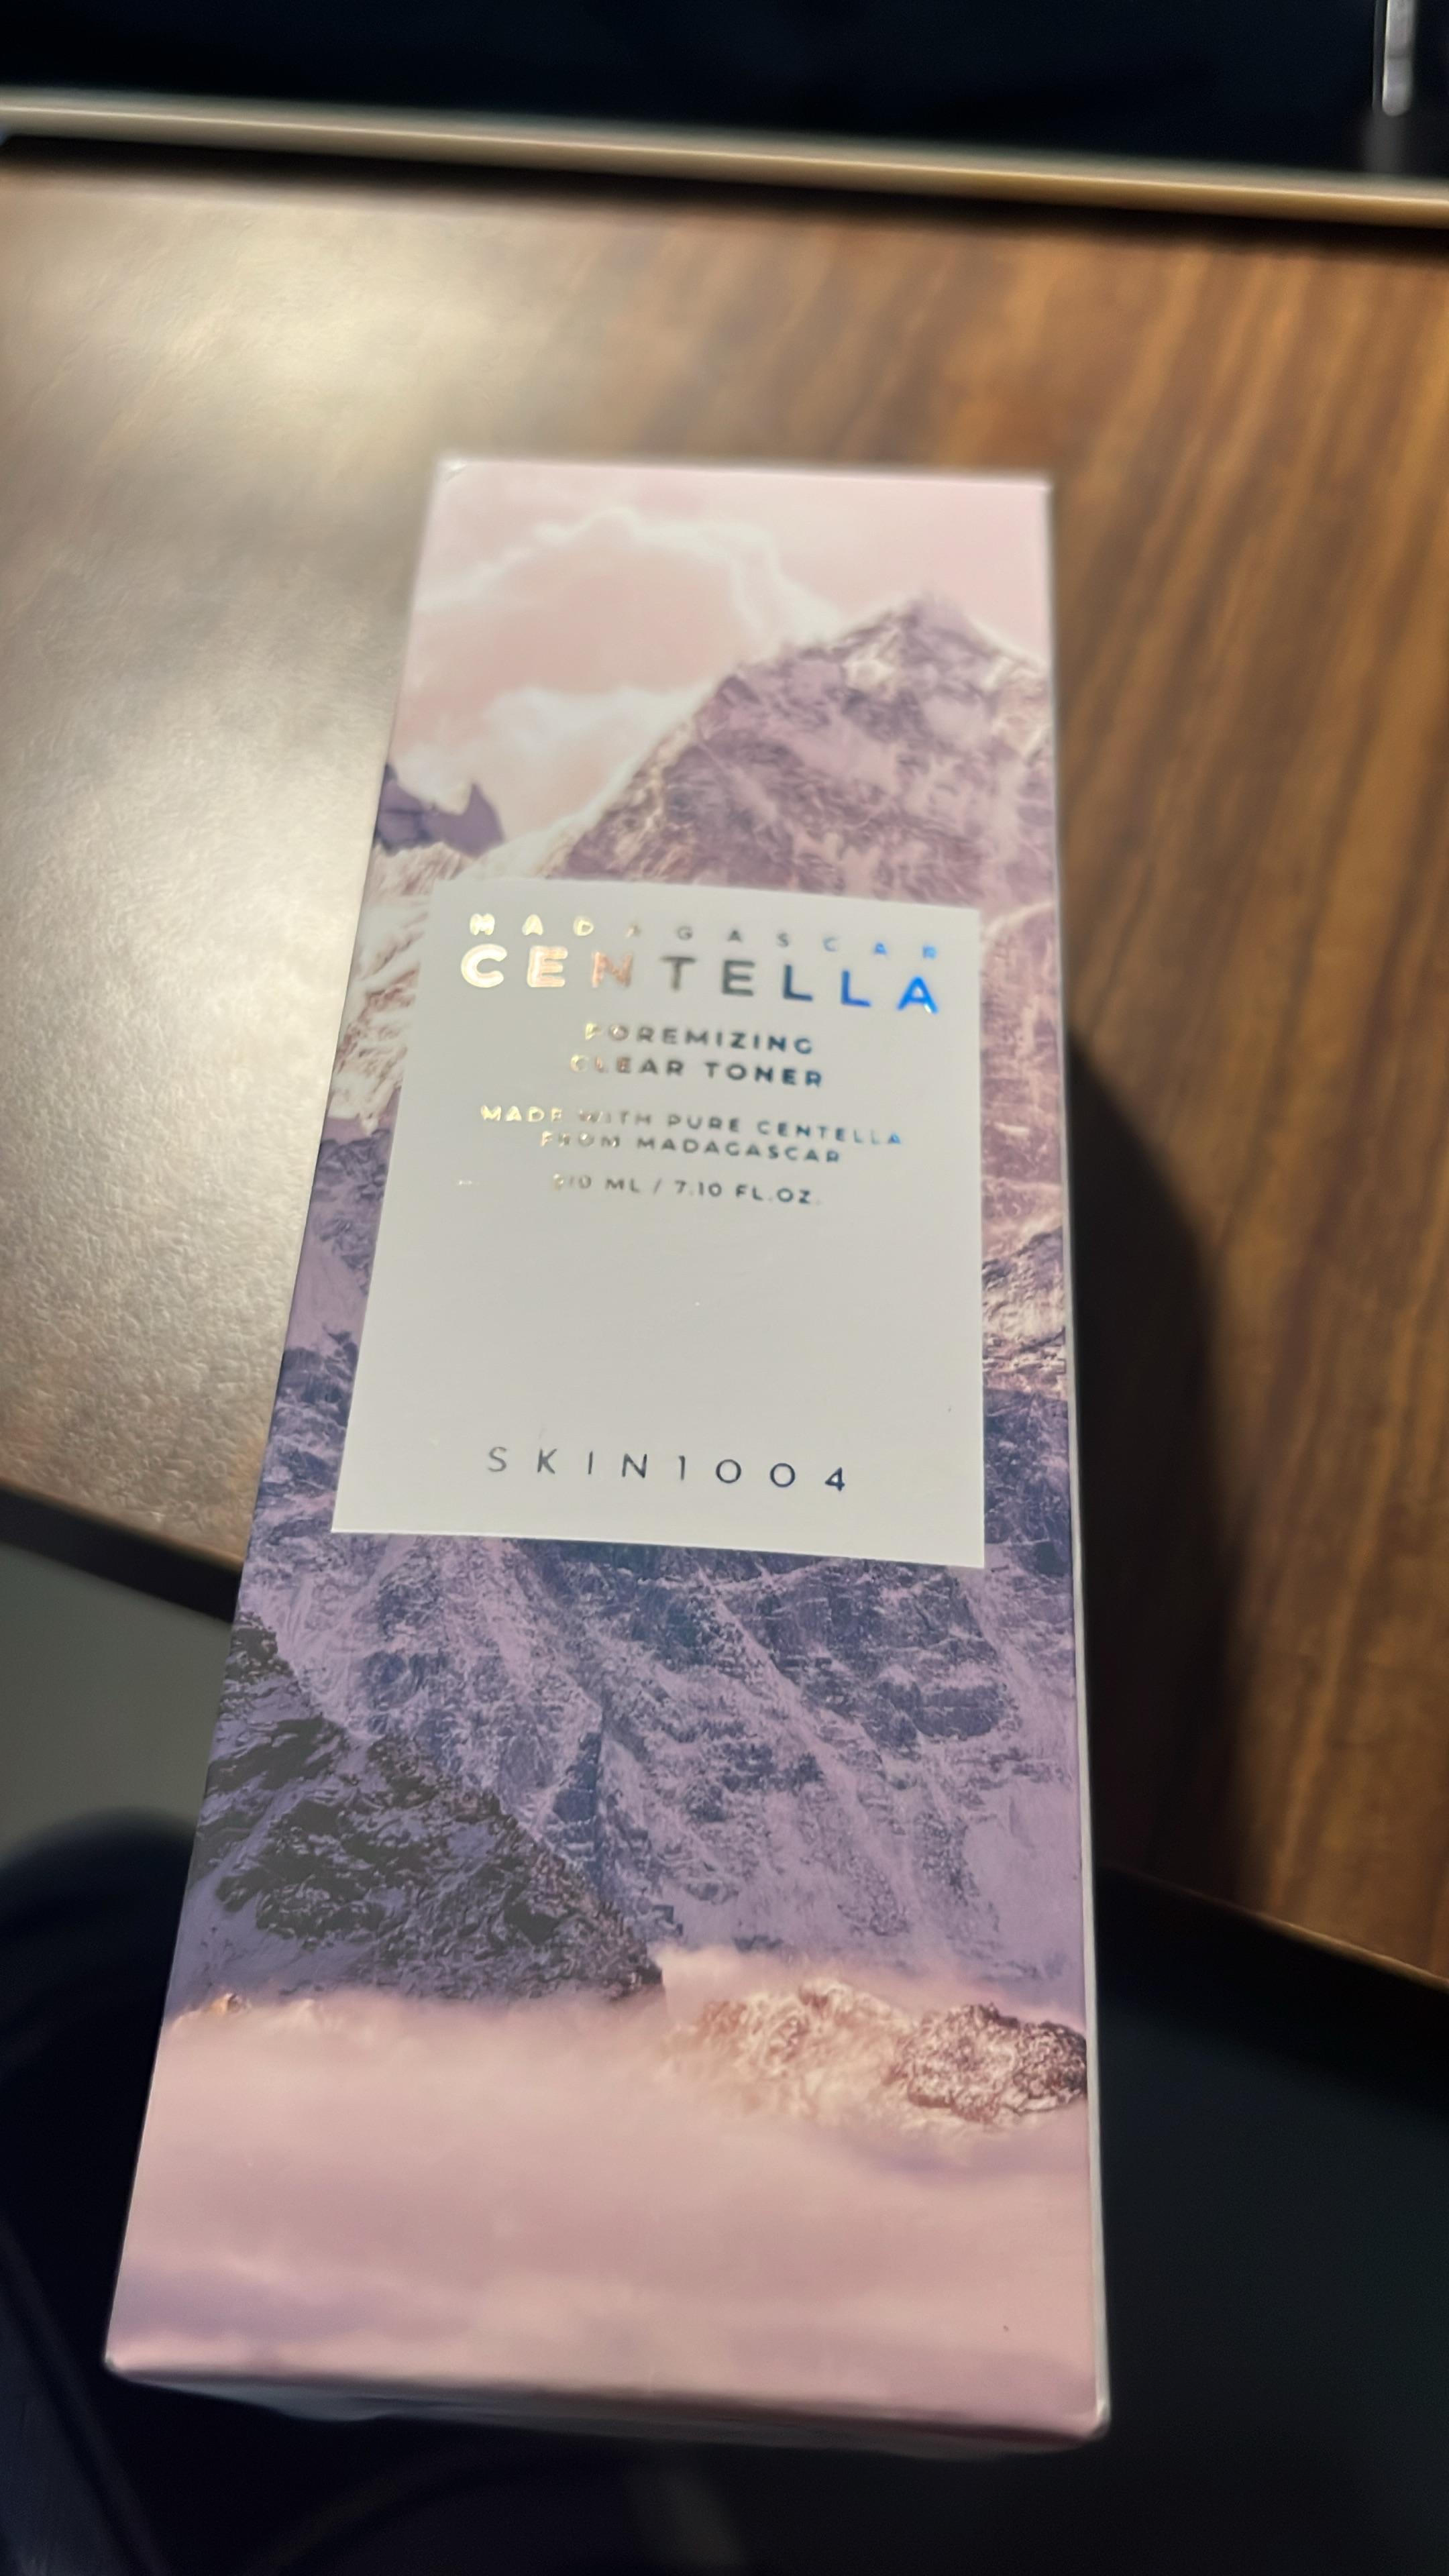 MADAGASCAR
CENTELLA
POREMIZING
CLEAR TONER
MADE WITH PURE CENTELLA
FROM MADAGASCAR
210 ML / 7.10 FL.OZ.
SKIN1004